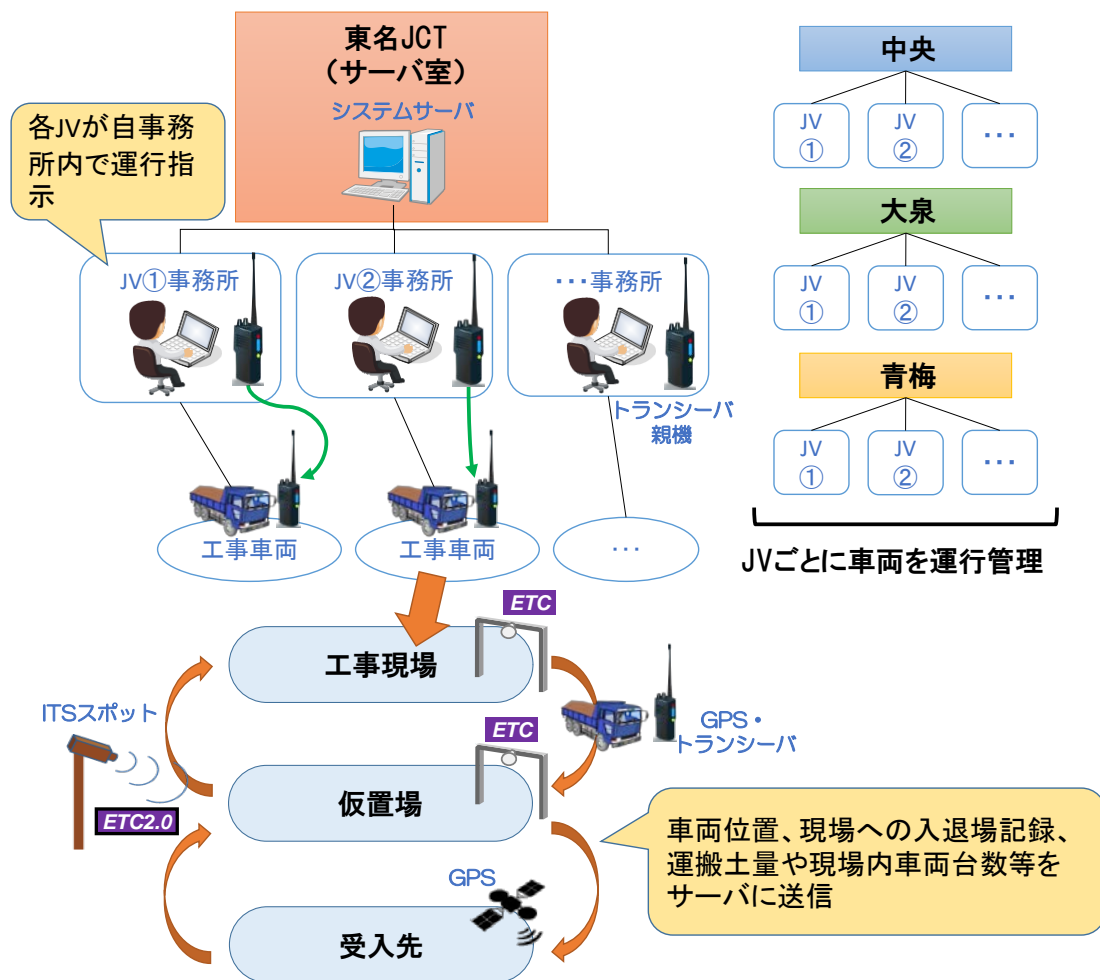 東名JCT
（サーバ室）
システムサーバ
各JVが自事務
所内で運行指
示
JV①事務所
JV②事務所
･･･事務所
トランシーバ
親機
工事車両
工事車両
･･･
中央
JV
①
JV
②
･･･
大泉
JV
①
JV
②
･･･
青梅
JV
①
JV
②
･･･
JVごとに車両を運行管理
ETC
工事現場
ITSスポット
GPS・
トランシーバ
ETC
仮置場
ETC2.0
車両位置、現場への入退場記録、
運搬土量や現場内車両台数等を
サーバに送信
GPS
受入先